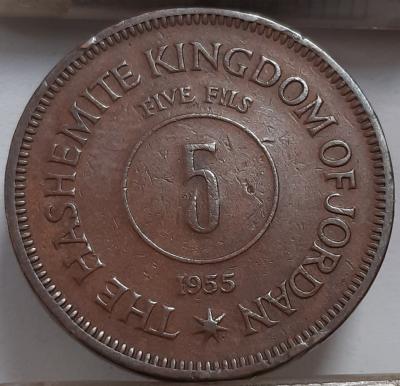 THE HASHEMITE KINGDOM OF JORDAN
FIVE FILS
5
1955